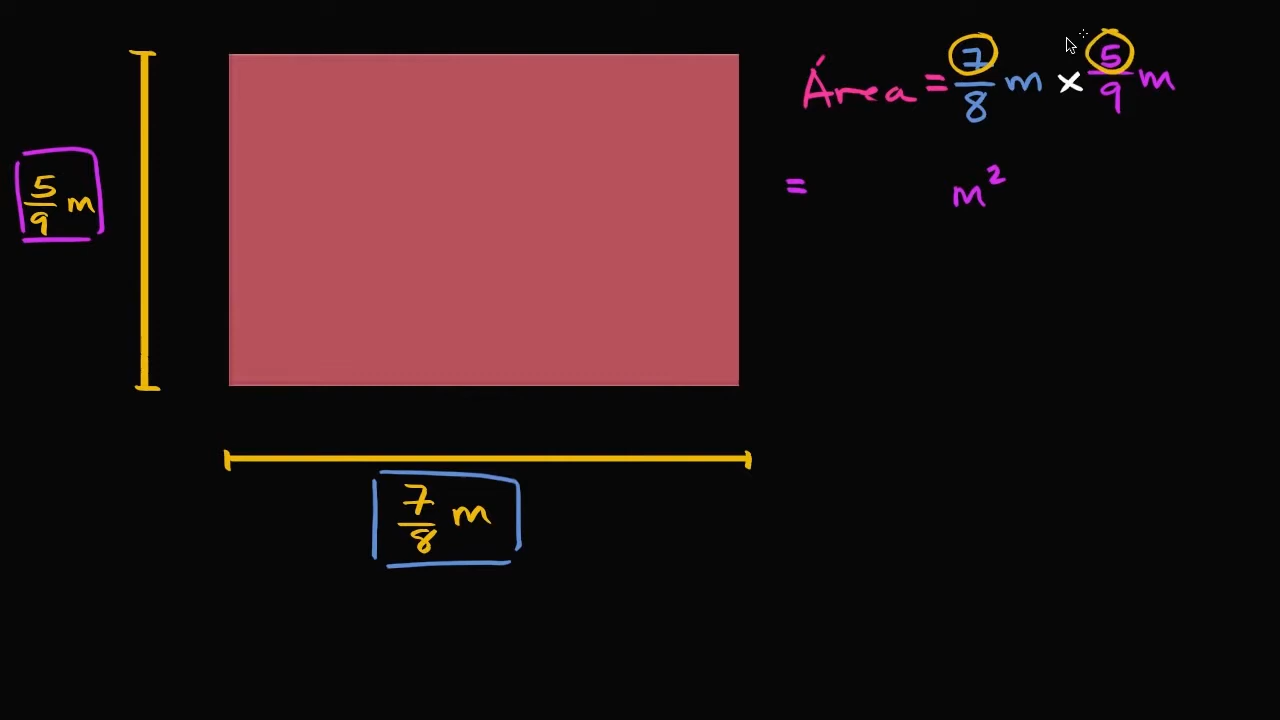 Área = 7/8 m × 5/9 m
= m²
5/9 m
7/8 m